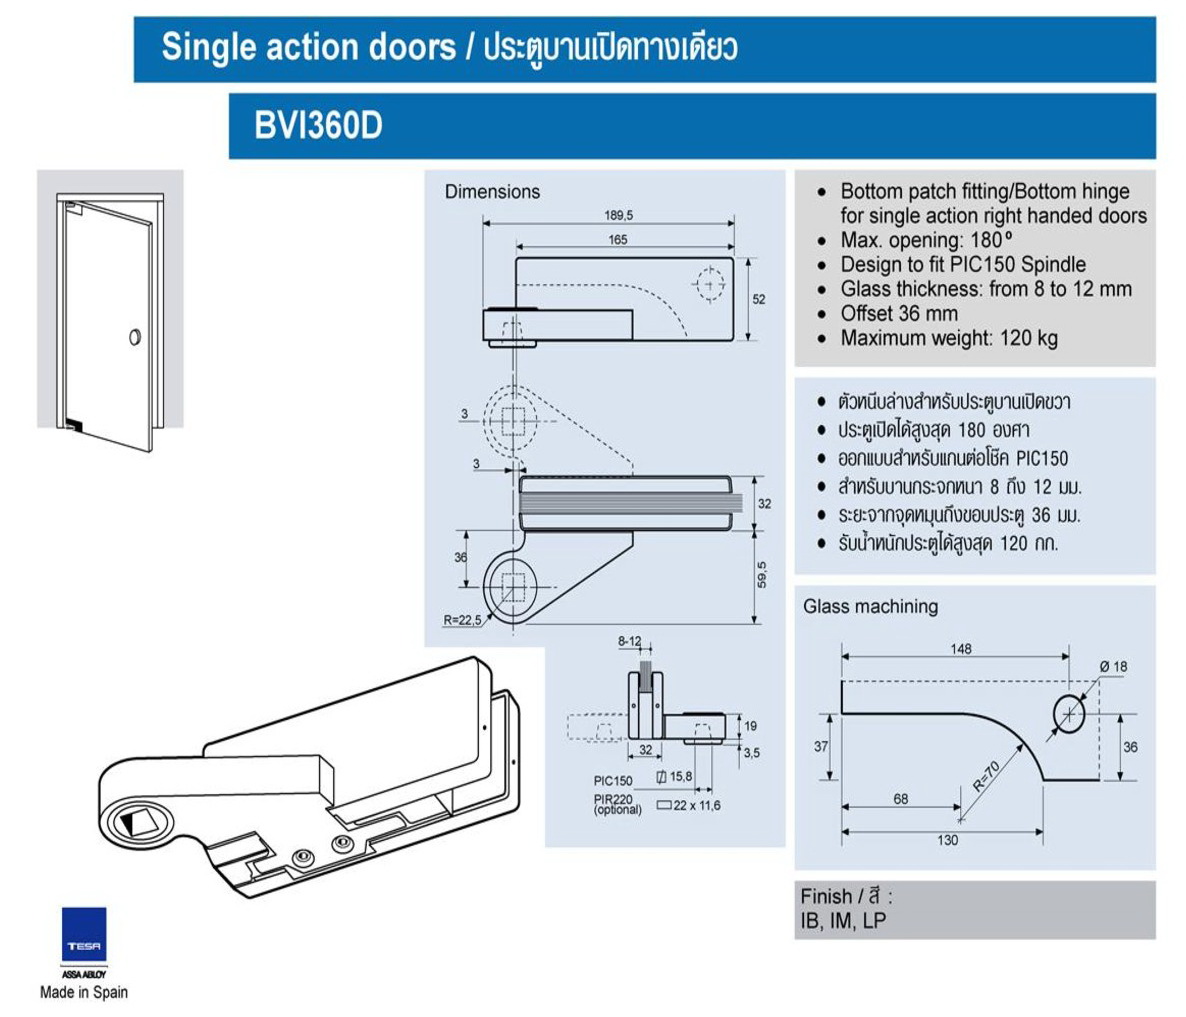 Single action doors / ประตูบานเปิดทางเดียว
BVI360D
Dimensions
189,5
165
52
3
3
32
36
59,5
R=22,5
8-12
19
32
3,5
PIC150
15,8
PIR220
(optional)
22 x 11,6
• Bottom patch fitting/Bottom hinge
for single action right handed doors
• Max. opening: 180º
• Design to fit PIC150 Spindle
• Glass thickness: from 8 to 12 mm
• Offset 36 mm
• Maximum weight: 120 kg
• ตัวหนีบล่างสำหรับประตูบานเปิดขวา
• ประตูเปิดได้สูงสุด 180 องศา
• ออกแบบสำหรับแกนต่อโช๊ค PIC150
• สำหรับบานกระจกหนา 8 ถึง 12 มม.
• ระยะจากจุดหมุนถึงขอบประตู 36 มม.
• รับน้ำหนักประตูได้สูงสุด 120 กก.
Glass machining
148
Ø 18
37
36
R=70
68
130
Finish / สี :
IB, IM, LP
TESA
ASSA ABLOY
Made in Spain